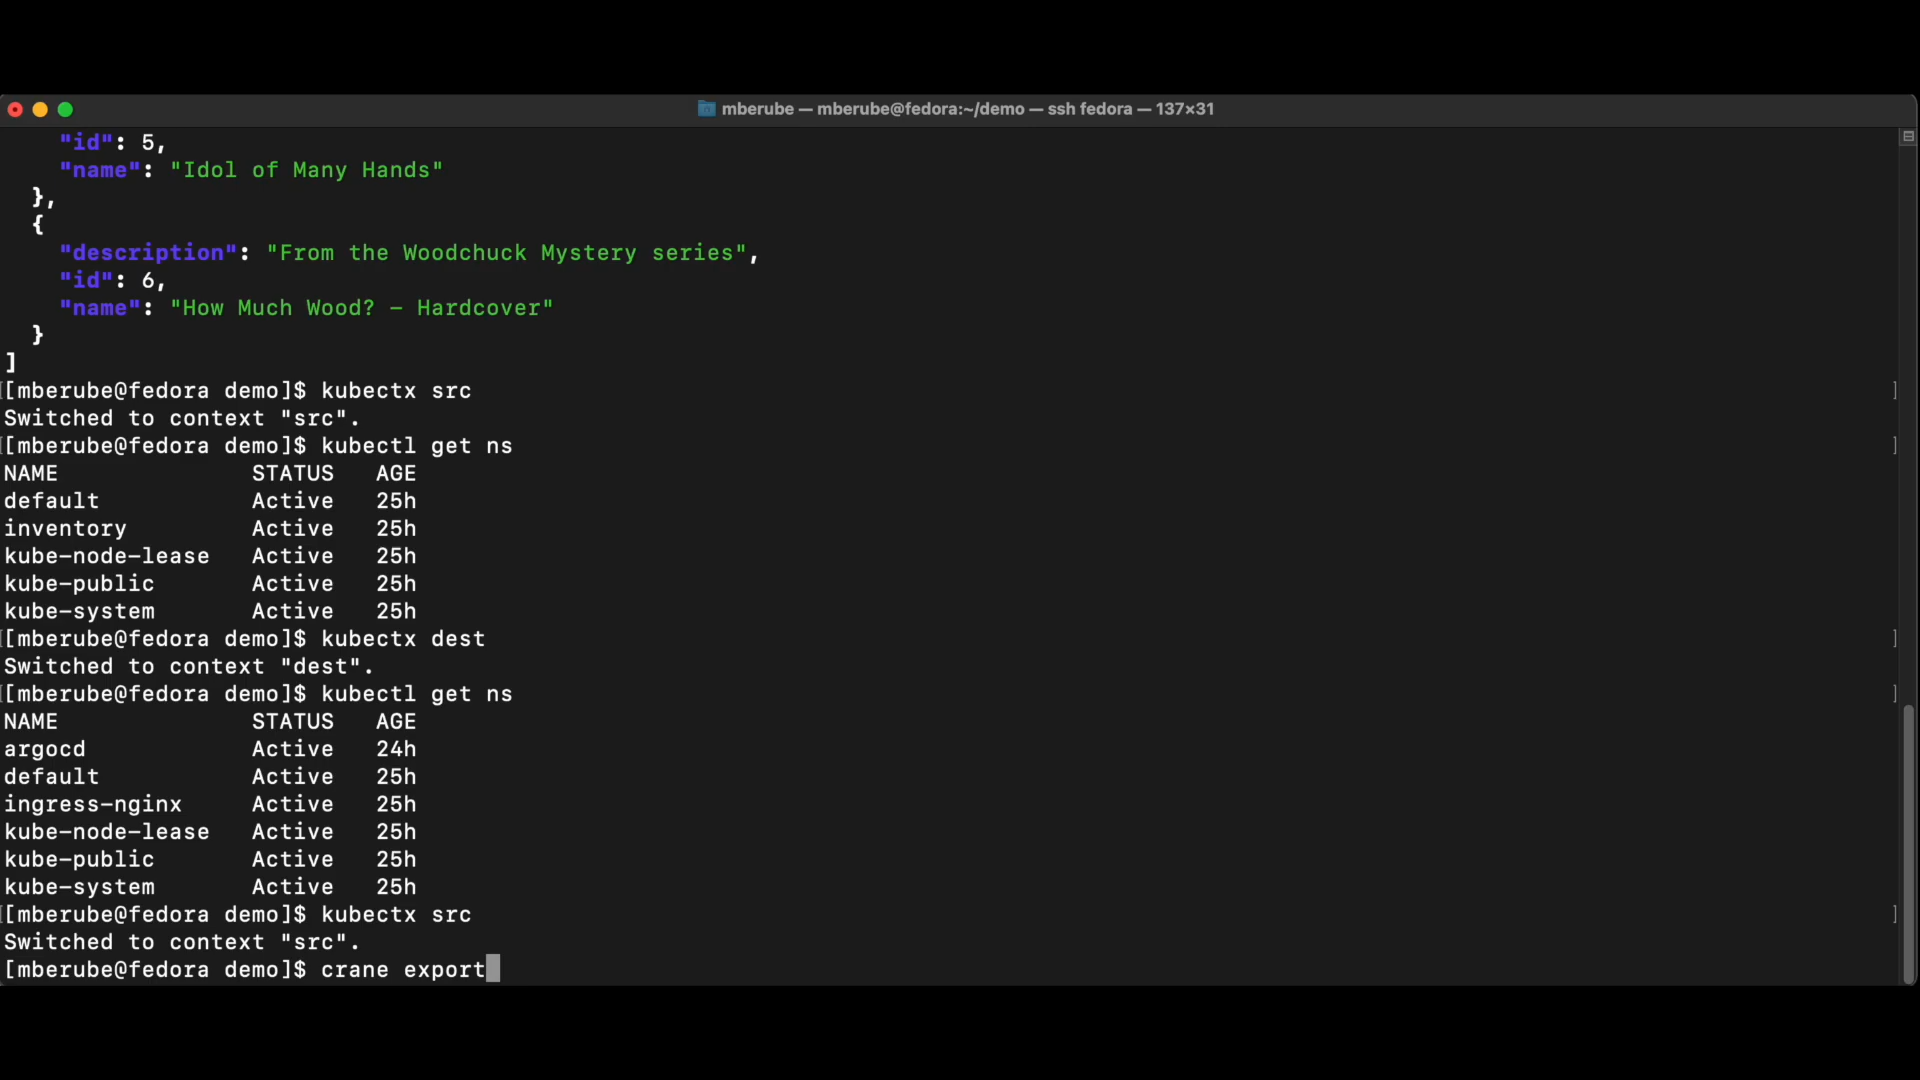 mberube — mberube@fedora:~/demo — ssh fedora — 137×31
"id": 5,
"name": "Idol of Many Hands"
},
{
"description": "From the Woodchuck Mystery series",
"id": 6,
"name": "How Much Wood? – Hardcover"
}
]
[mberube@fedora demo]$ kubectx src
Switched to context "src".
[mberube@fedora demo]$ kubectl get ns
NAME STATUS AGE
default Active 25h
inventory Active 25h
kube-node-lease Active 25h
kube-public Active 25h
kube-system Active 25h
[mberube@fedora demo]$ kubectx dest
Switched to context "dest".
[mberube@fedora demo]$ kubectl get ns
NAME STATUS AGE
argocd Active 24h
default Active 25h
ingress-nginx Active 25h
kube-node-lease Active 25h
kube-public Active 25h
kube-system Active 25h
[mberube@fedora demo]$ kubectx src
Switched to context "src".
[mberube@fedora demo]$ crane export